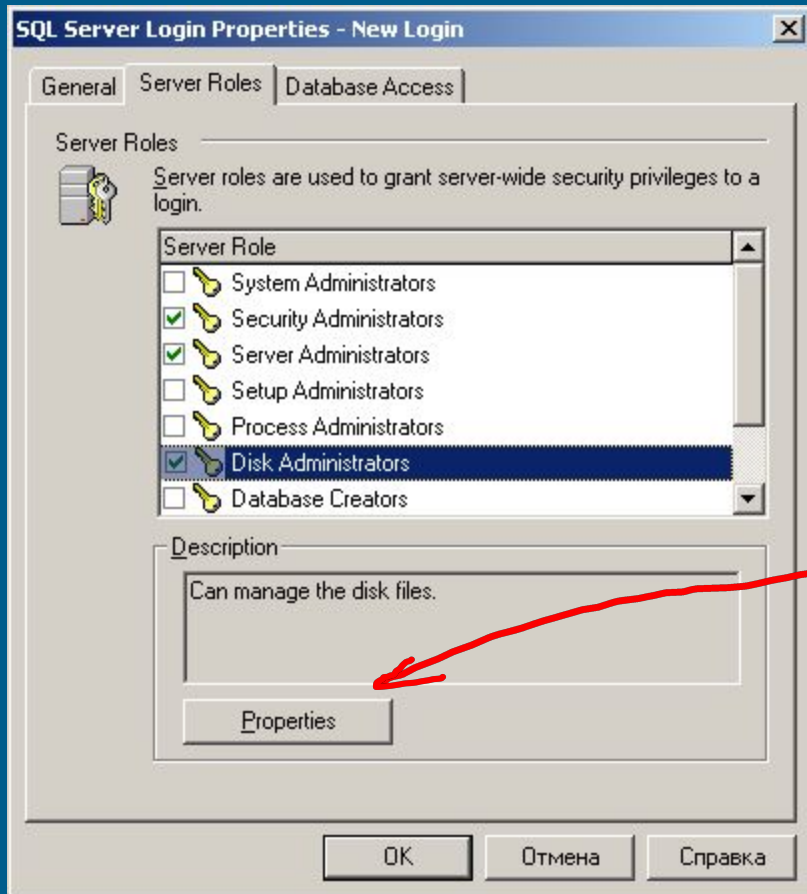 SQL Server Login Properties - New Login
General
Server Roles
Database Access
Server Roles
Server roles are used to grant server-wide security privileges to a
login.
Server Role
System Administrators
Security Administrators
Server Administrators
Setup Administrators
Process Administrators
Disk Administrators
Database Creators
Description
Can manage the disk files.
Properties
OK
Отмена
Справка